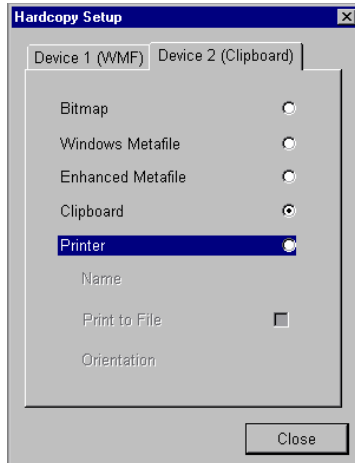 Hardcopy Setup
Device 1 (WMF) Device 2 (Clipboard)
Bitmap
Windows Metafile
Enhanced Metafile
Clipboard
Printer
Name
Print to File
Orientation
Close